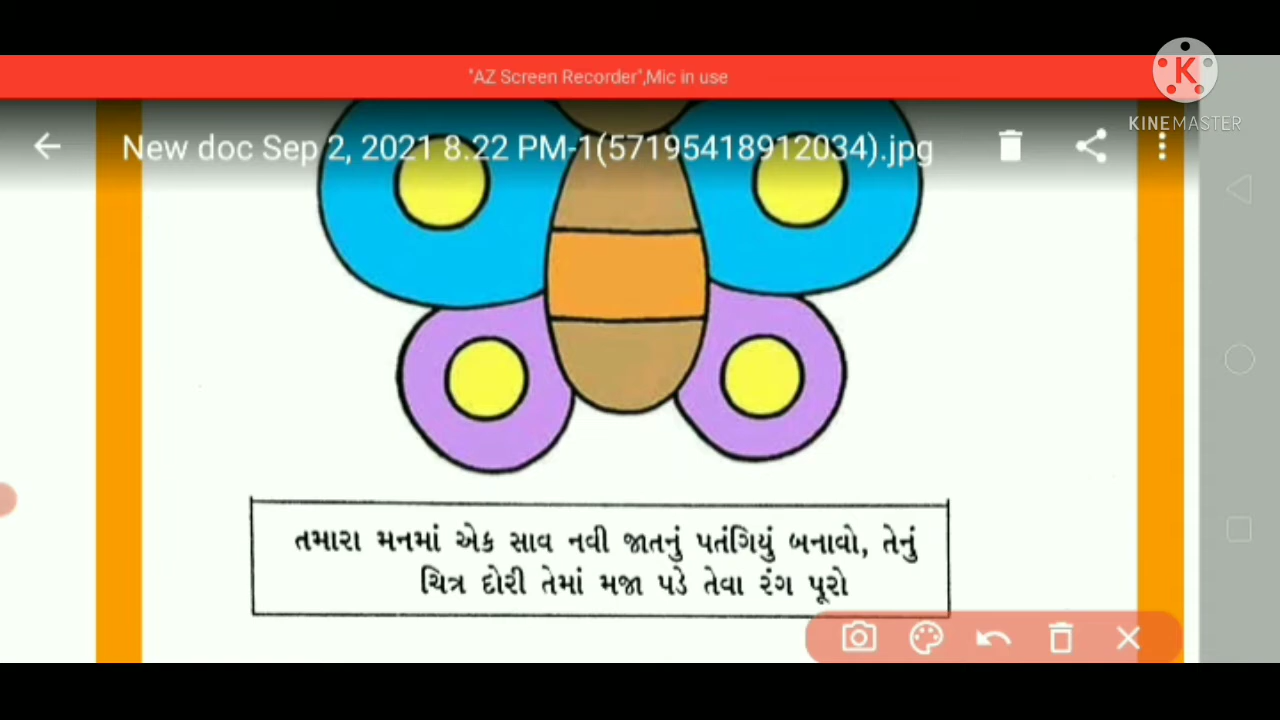 "AZ Screen Recorder",Mic in use
KINEMASTER
New doc Sep 2, 2021 8.22 PM-1(57195418912034).jpg
તમારા મનમાં એક સાવ નવી જાતનું પતંગિયું બનાવો, તેનું
ચિત્ર દોરી તેમાં મજા પડે તેવા રંગ પૂરો